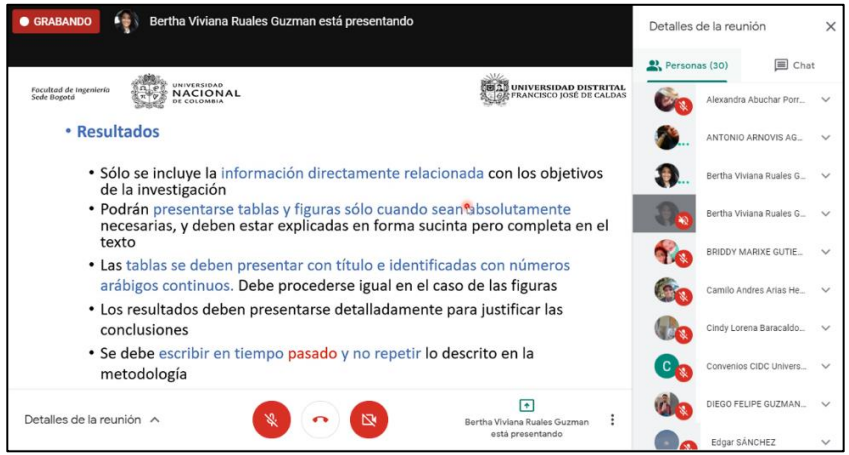 GRABANDO
Bertha Viviana Ruales Guzman está presentando
Facultad de Ingeniería
Sede Bogotá
UNIVERSIDAD
NACIONAL
DE COLOMBIA
UNIVERSIDAD DISTRITAL
FRANCISCO JOSÉ DE CALDAS
• Resultados
• Sólo se incluye la información directamente relacionada con los objetivos
de la investigación
• Podrán presentarse tablas y figuras sólo cuando sean absolutamente
necesarias, y deben estar explicadas en forma sucinta pero completa en el
texto
• Las tablas se deben presentar con título e identificadas con números
arábigos continuos. Debe procederse igual en el caso de las figuras
• Los resultados deben presentarse detalladamente para justificar las
conclusiones
• Se debe escribir en tiempo pasado y no repetir lo descrito en la
metodología
Detalles de la reunión
Bertha Viviana Ruales Guzman
está presentando
Detalles de la reunión
Personas (30)
Chat
Alexandra Abuchar Porr...
ANTONIO ARNOVIS AG...
Bertha Viviana Ruales G...
Bertha Viviana Ruales G...
BRIDDY MARIXE GUTIE...
Camilo Andres Arias He...
Cindy Lorena Baracaldo...
C
Convenios CIDC Univers...
DIEGO FELIPE GUZMAN...
Edgar SÁNCHEZ